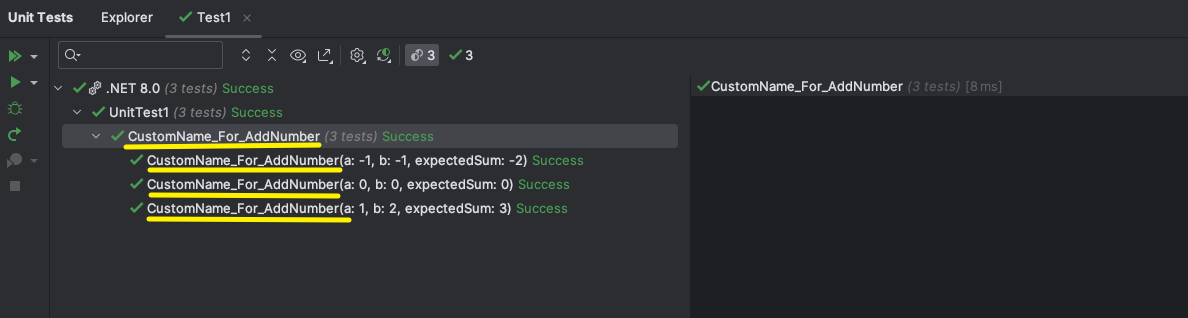 Unit Tests Explorer Test1
3 3
.NET 8.0 (3 tests) Success
CustomName_For_AddNumber (3 tests) [8 ms]
UnitTest1 (3 tests) Success
CustomName_For_AddNumber (3 tests) Success
CustomName_For_AddNumber(a: -1, b: -1, expectedSum: -2) Success
CustomName_For_AddNumber(a: 0, b: 0, expectedSum: 0) Success
CustomName_For_AddNumber(a: 1, b: 2, expectedSum: 3) Success